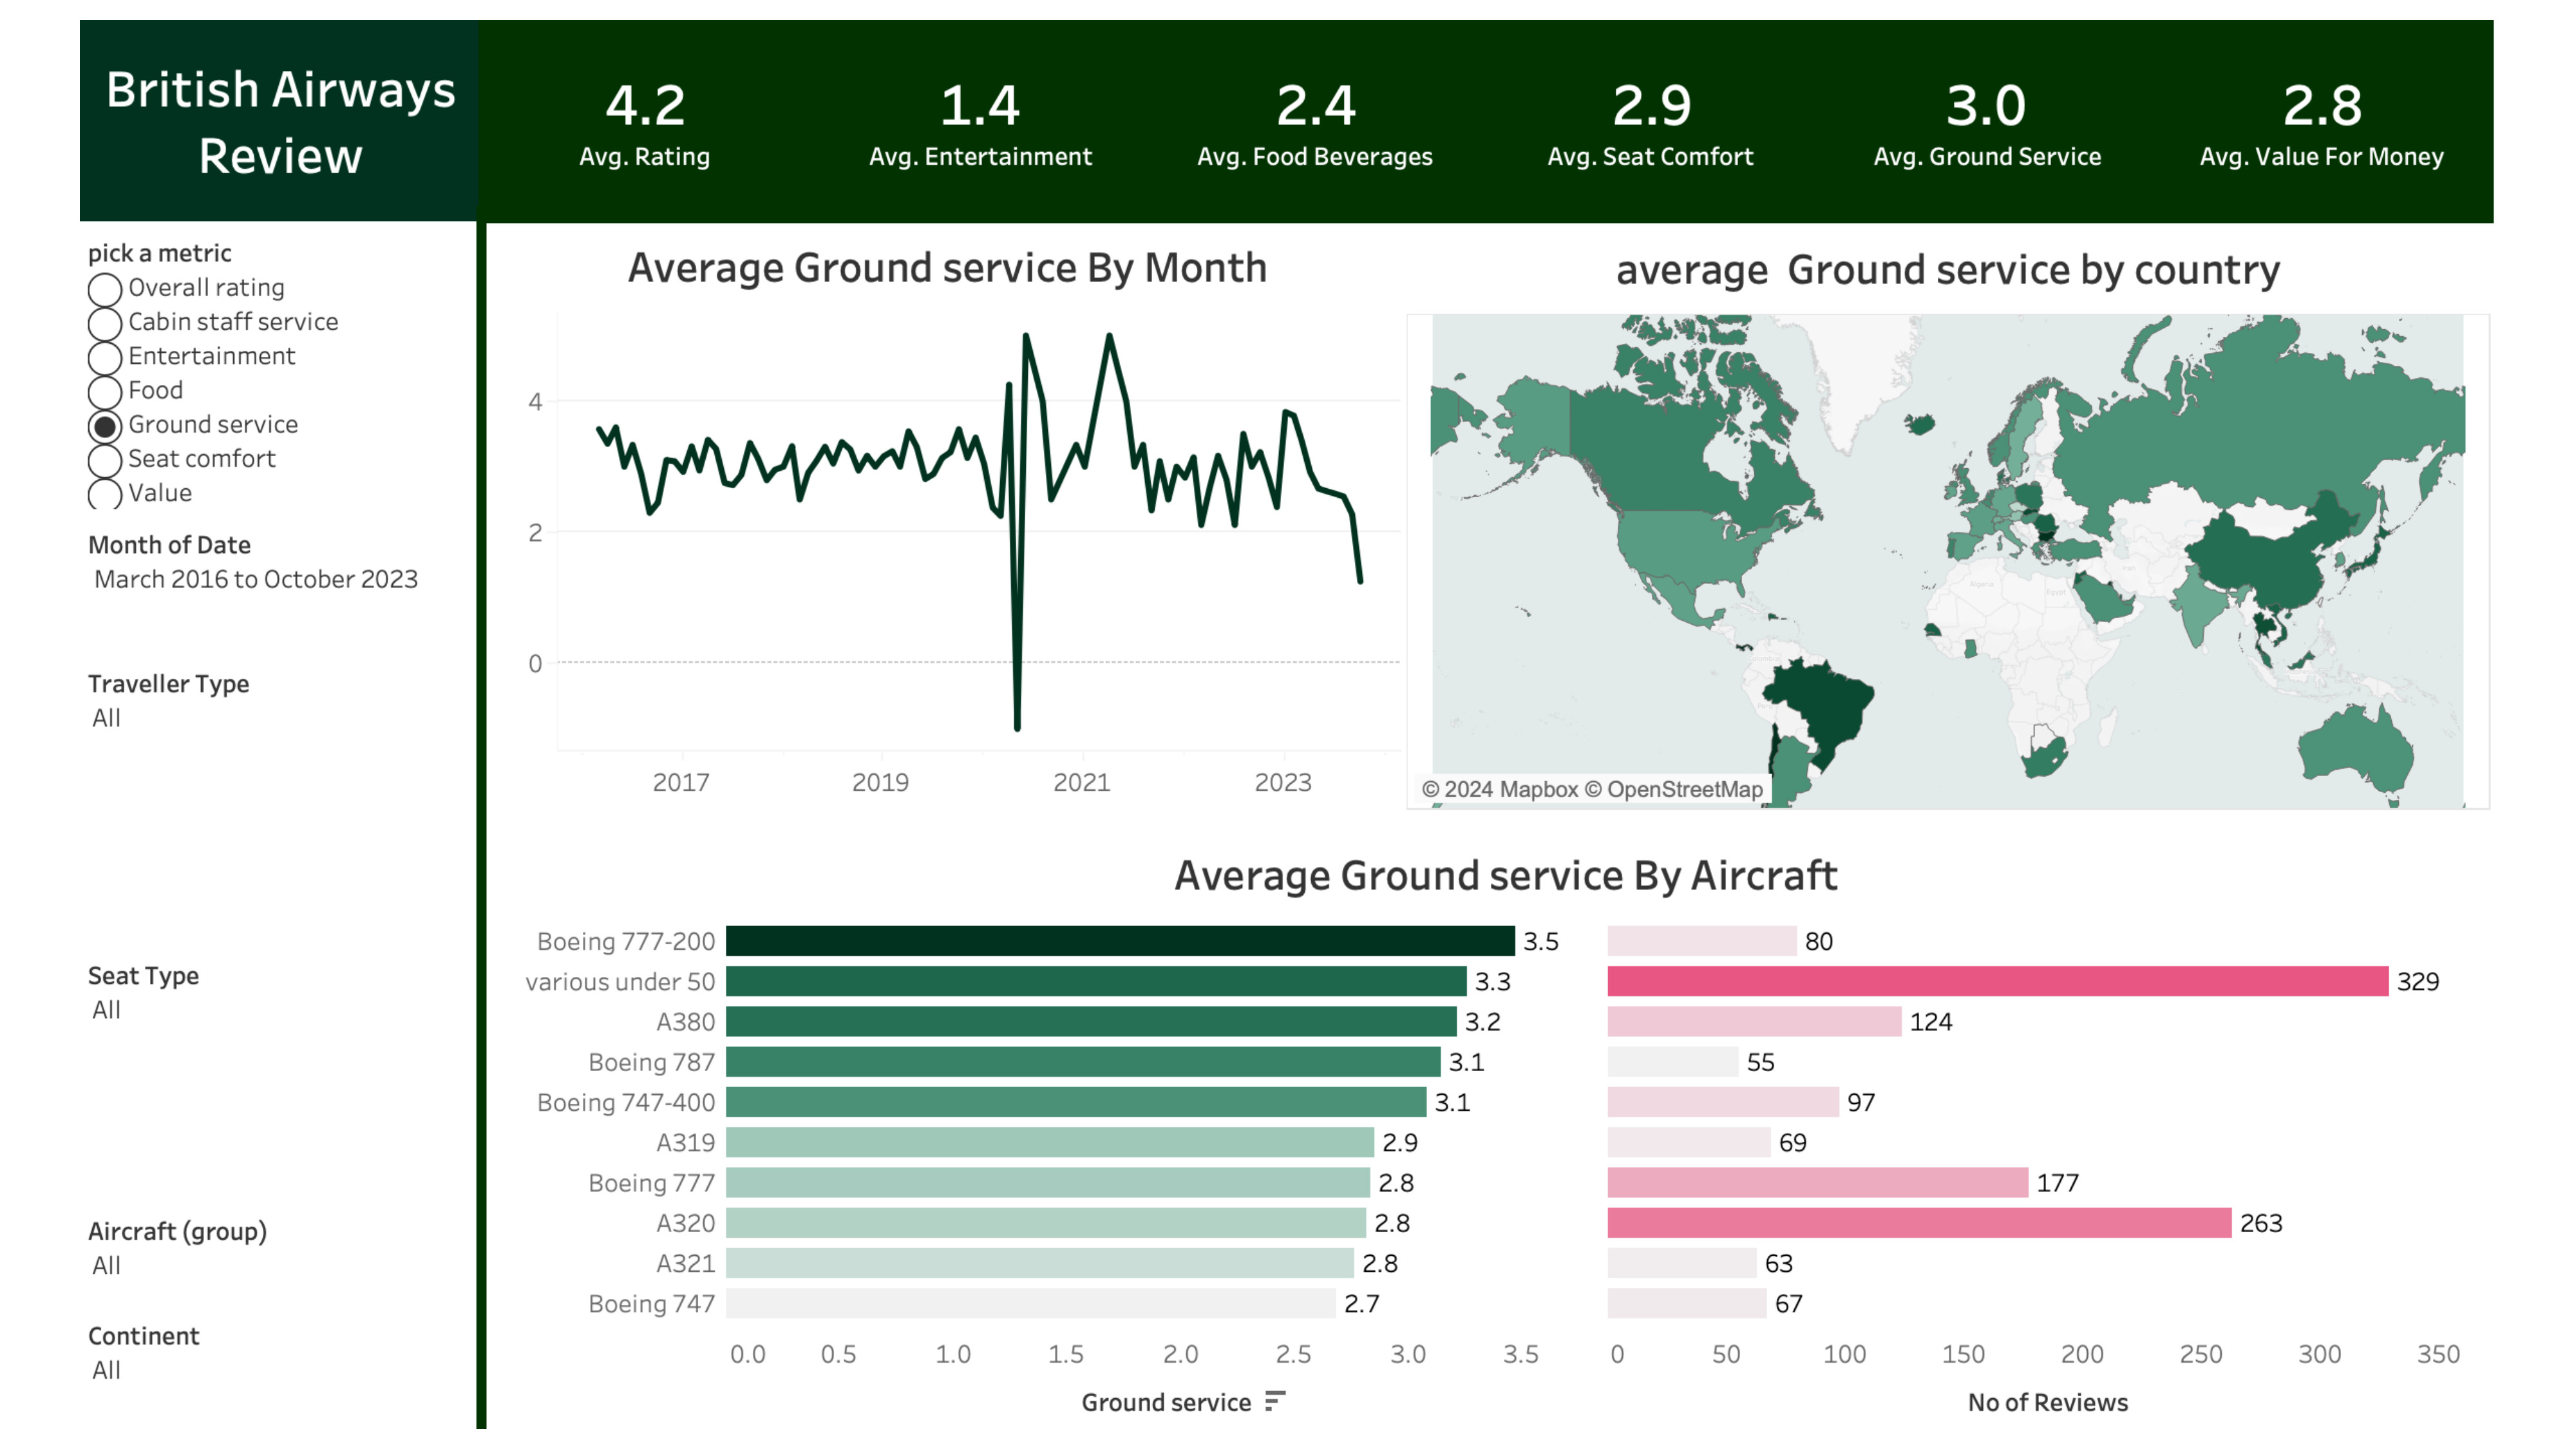 British Airways
Review
4.2
Avg. Rating
1.4
Avg. Entertainment
2.4
Avg. Food Beverages
2.9
Avg. Seat Comfort
3.0
Avg. Ground Service
2.8
Avg. Value For Money
pick a metric
Overall rating
Cabin staff service
Entertainment
Food
Ground service
Seat comfort
Value
Month of Date
March 2016 to October 2023
Traveller Type
All
Seat Type
All
Aircraft (group)
All
Continent
All
Average Ground service By Month
4
2
0
2017
2019
2021
2023
average Ground service by country
© 2024 Mapbox © OpenStreetMap
Average Ground service By Aircraft
Boeing 777-200 3.5 80
various under 50 3.3 329
A380 3.2 124
Boeing 787 3.1 55
Boeing 747-400 3.1 97
A319 2.9 69
Boeing 777 2.8 177
A320 2.8 263
A321 2.8 63
Boeing 747 2.7 67
0.0 0.5 1.0 1.5 2.0 2.5 3.0 3.5
0 50 100 150 200 250 300 350
Ground service
No of Reviews